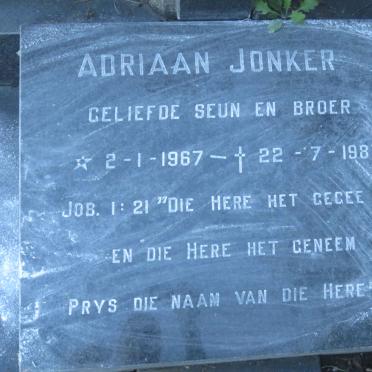 ADRIAAN JONKER
GELIEFDE SEUN EN BROER
☆ 2-1-1967 — † 22-7-198
JOB. 1:21 "DIE HERE HET GEGEE
EN DIE HERE HET GENEEM
PRYS DIE NAAM VAN DIE HERE"